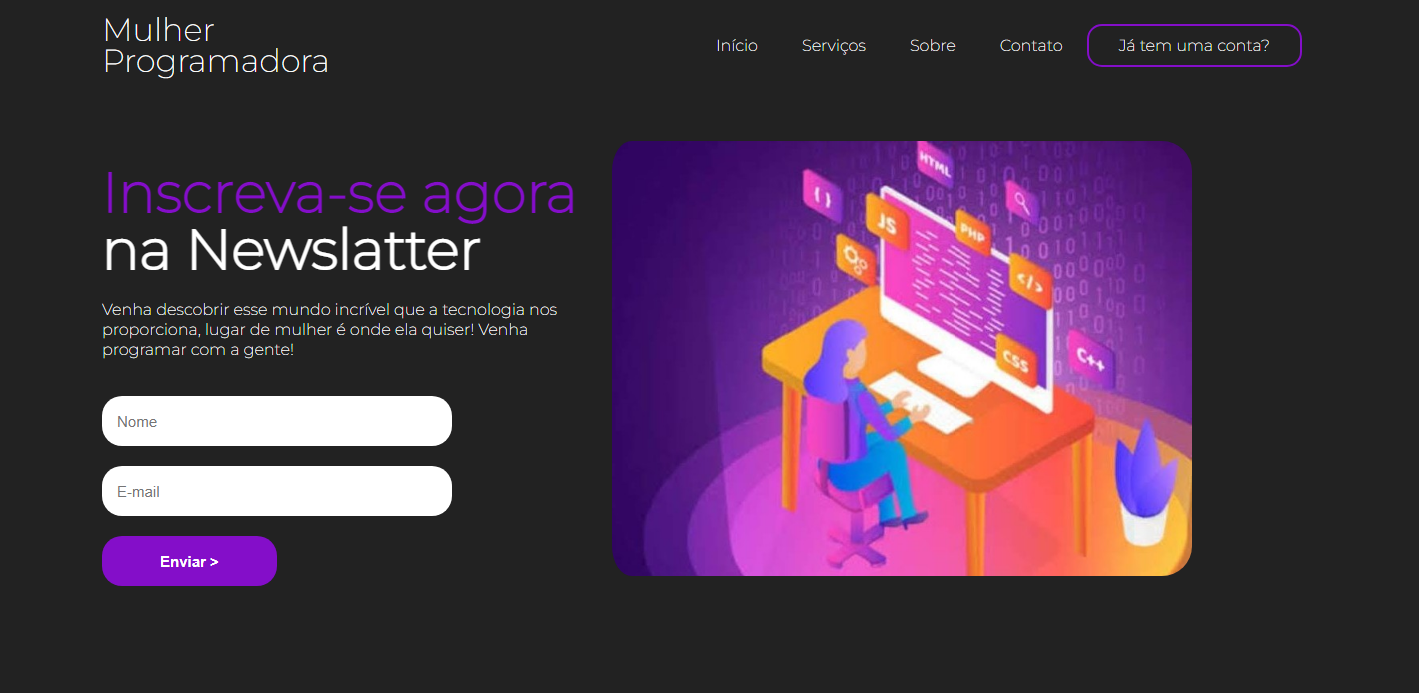 Mulher
Programadora
Início
Serviços
Sobre
Contato
Já tem uma conta?
Inscreva-se agora
na Newslatter
Venha descobrir esse mundo incrível que a tecnologia nos
proporciona, lugar de mulher é onde ela quiser! Venha
programar com a gente!
Nome
E-mail
Enviar >
HTML
{ }
JS
PHP
</>
CSS
C++